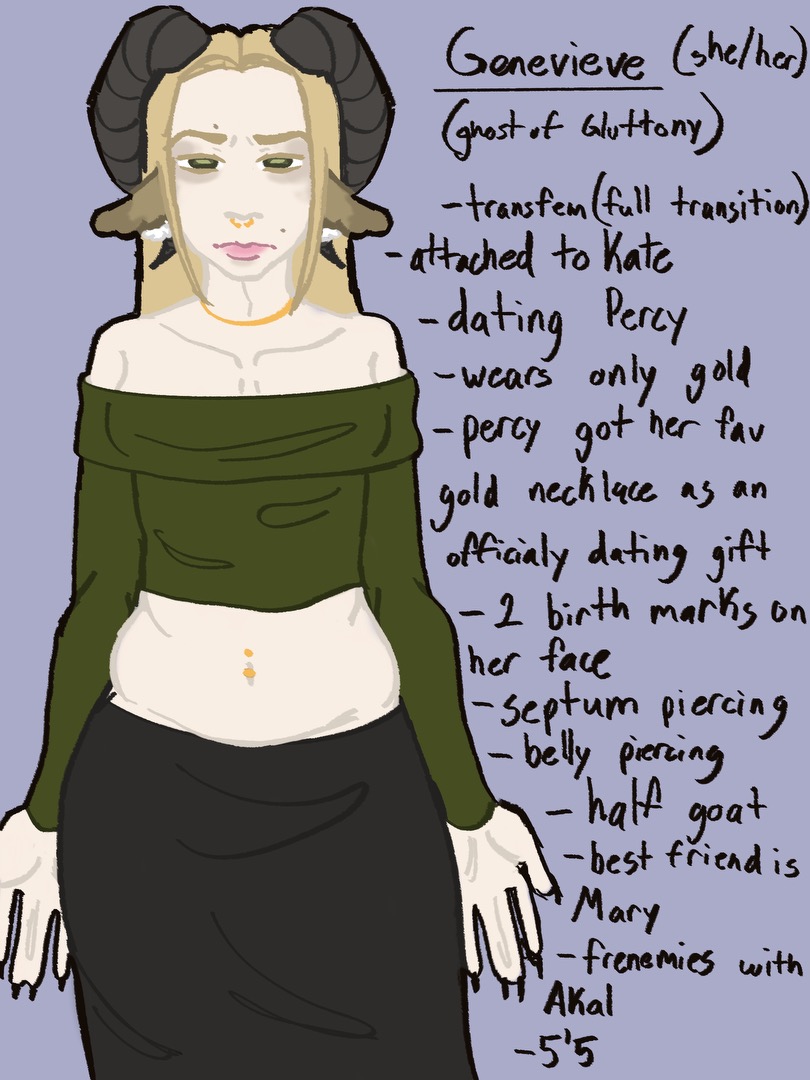 Genevieve (she/her)
(ghost of Gluttony)
-transfem (full transition)
-attached to Kate
-dating Percy
-wears only gold
-percy got her fav
gold necklace as an
officialy dating gift
-2 birth marks on
her face
-septum piercing
-belly piercing
-half goat
-best friend is
Mary
-frenemies with
AKal
-5'5